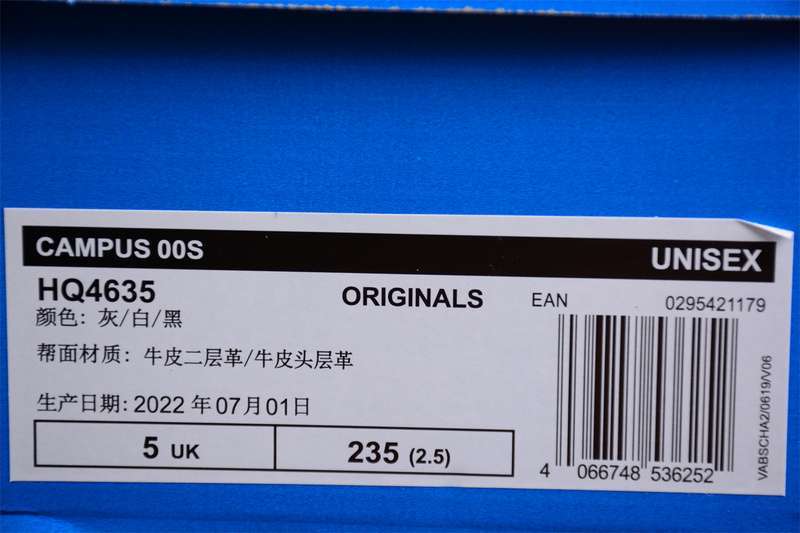 CAMPUS 00S
UNISEX
HQ4635
ORIGINALS
EAN
0295421179
颜色: 灰/白/黑
帮面材质: 牛皮二层革/牛皮头层革
生产日期: 2022 年 07月01日
5 UK
235 (2.5)
4 066748 536252
VABSCHA2/0619/V06